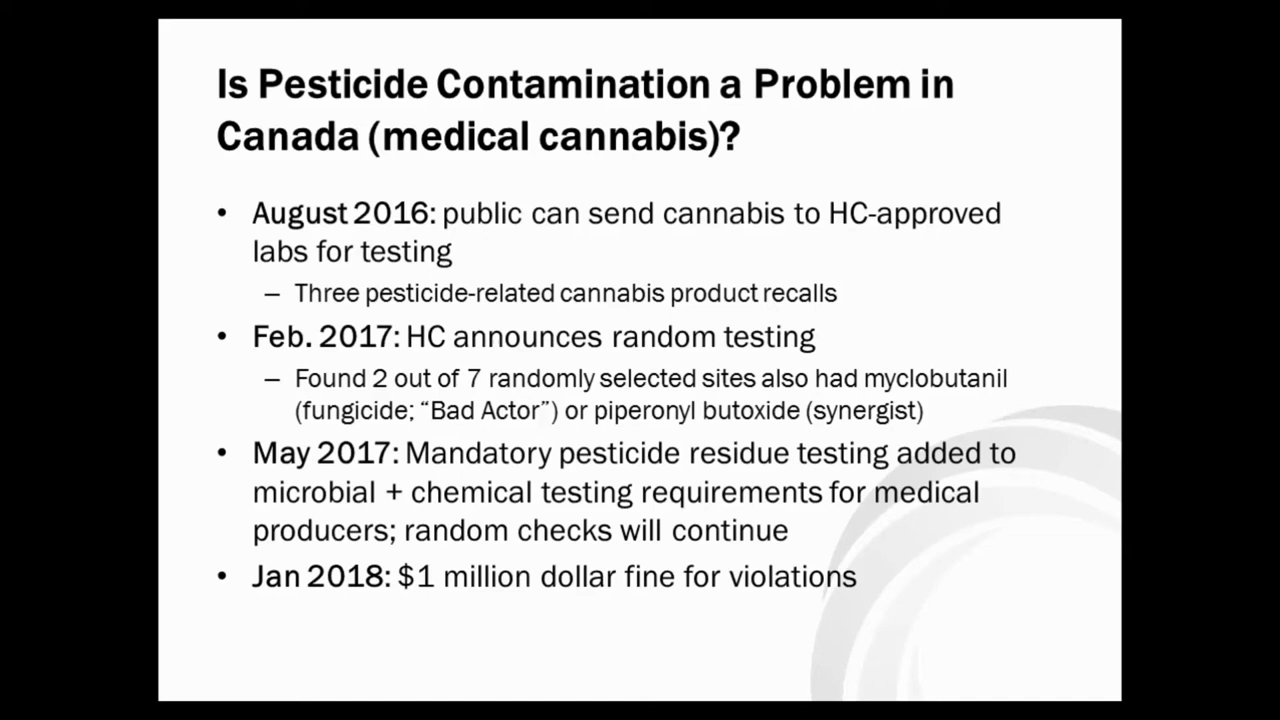 Is Pesticide Contamination a Problem in
Canada (medical cannabis)?
• August 2016: public can send cannabis to HC-approved
labs for testing
– Three pesticide-related cannabis product recalls
• Feb. 2017: HC announces random testing
– Found 2 out of 7 randomly selected sites also had myclobutanil
(fungicide; “Bad Actor”) or piperonyl butoxide (synergist)
• May 2017: Mandatory pesticide residue testing added to
microbial + chemical testing requirements for medical
producers; random checks will continue
• Jan 2018: $1 million dollar fine for violations